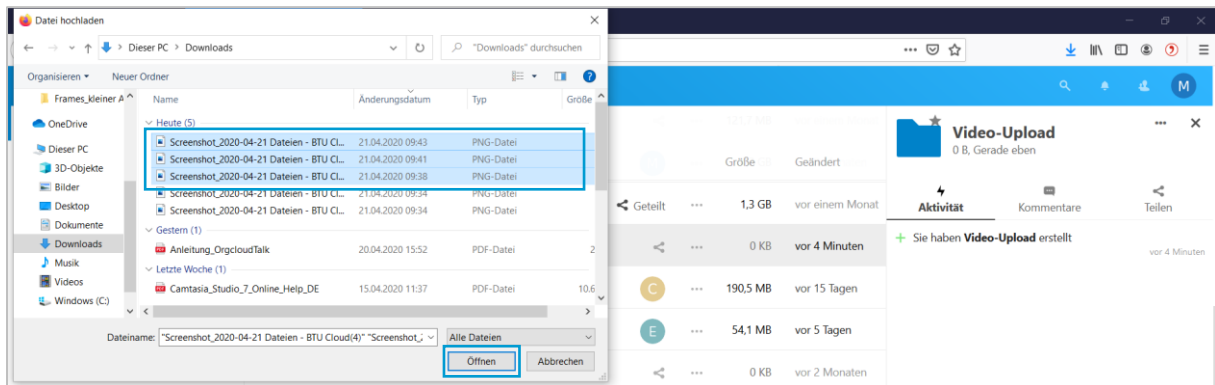 Datei hochladen
Dieser PC > Downloads
"Downloads" durchsuchen
Organisieren
Neuer Ordner
Name
Änderungsdatum
Typ
Größe
Frames_kleiner A
OneDrive
Dieser PC
3D-Objekte
Bilder
Desktop
Dokumente
Downloads
Musik
Videos
Windows (C:)
Heute (5)
Screenshot_2020-04-21 Dateien - BTU Cl... 21.04.2020 09:43 PNG-Datei
Screenshot_2020-04-21 Dateien - BTU Cl... 21.04.2020 09:41 PNG-Datei
Screenshot_2020-04-21 Dateien - BTU Cl... 21.04.2020 09:38 PNG-Datei
Screenshot_2020-04-21 Dateien - BTU Cl... 21.04.2020 09:34 PNG-Datei
Screenshot_2020-04-21 Dateien - BTU Cl... 21.04.2020 09:34 PNG-Datei
Gestern (1)
Anleitung_OrgcloudTalk 20.04.2020 15:52 PDF-Datei 2
Letzte Woche (1)
Camtasia_Studio_7_Online_Help_DE 15.04.2020 11:37 PDF-Datei 10.6
Dateiname: "Screenshot_2020-04-21 Dateien - BTU Cloud(4)" "Screenshot_
Alle Dateien
Öffnen
Abbrechen
M
Größe Geändert
Geteilt ... 1,3 GB vor einem Monat
... 0 KB vor 4 Minuten
C ... 190,5 MB vor 15 Tagen
E ... 54,1 MB vor 5 Tagen
... 0 KB vor 2 Monaten
Video-Upload
0 B, Gerade eben
Aktivität
Kommentare
Teilen
Sie haben Video-Upload erstellt
vor 4 Minuten